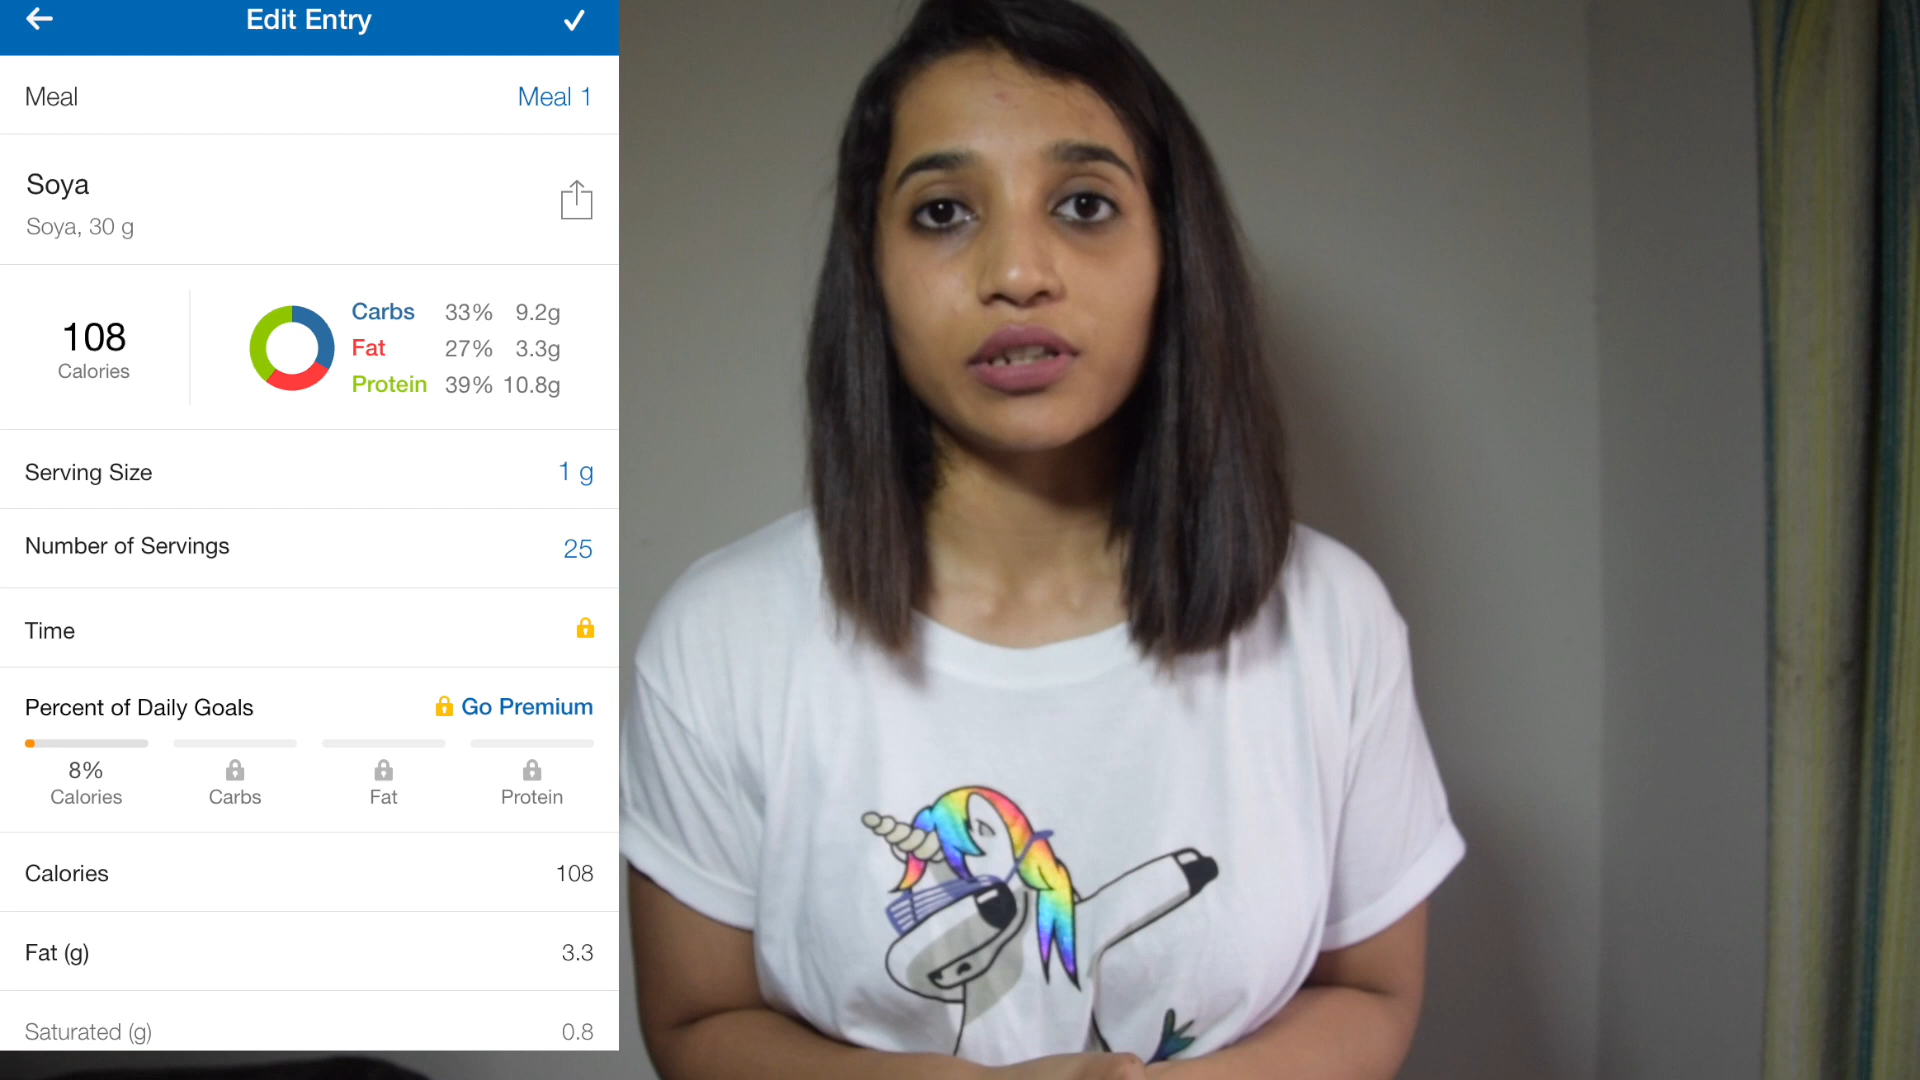 Edit Entry
Meal Meal 1
Soya
Soya, 30 g
108
Calories
Carbs 33% 9.2g
Fat 27% 3.3g
Protein 39% 10.8g
Serving Size 1 g
Number of Servings 25
Time
Percent of Daily Goals Go Premium
8%
Calories Carbs Fat Protein
Calories 108
Fat (g) 3.3
Saturated (g) 0.8